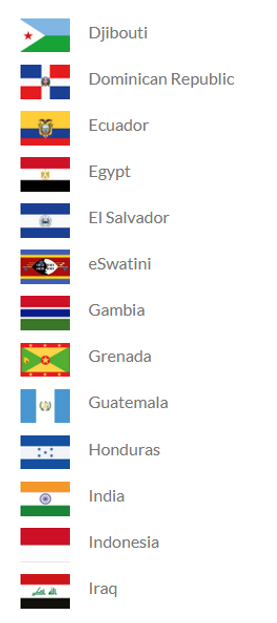 Djibouti
Dominican Republic
Ecuador
Egypt
El Salvador
eSwatini
Gambia
Grenada
Guatemala
Honduras
India
Indonesia
Iraq